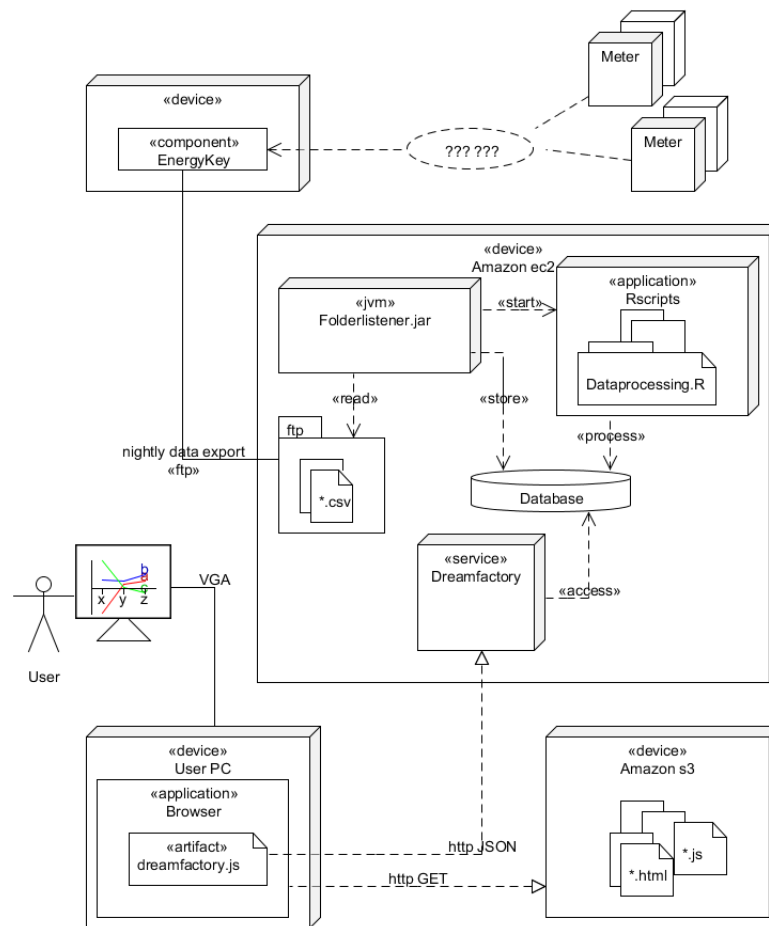 Meter
Meter
«device»
«component»
EnergyKey
??? ???
«device»
Amazon ec2
«jvm»
Folderlistener.jar
«start»
«application»
Rscripts
Dataprocessing.R
«read»
«store»
«process»
ftp
*.csv
nightly data export
«ftp»
Database
«service»
Dreamfactory
«access»
b
a
c
x y z
VGA
User
«device»
User PC
«application»
Browser
«artifact»
dreamfactory.js
http JSON
http GET
«device»
Amazon s3
*.js
*.html